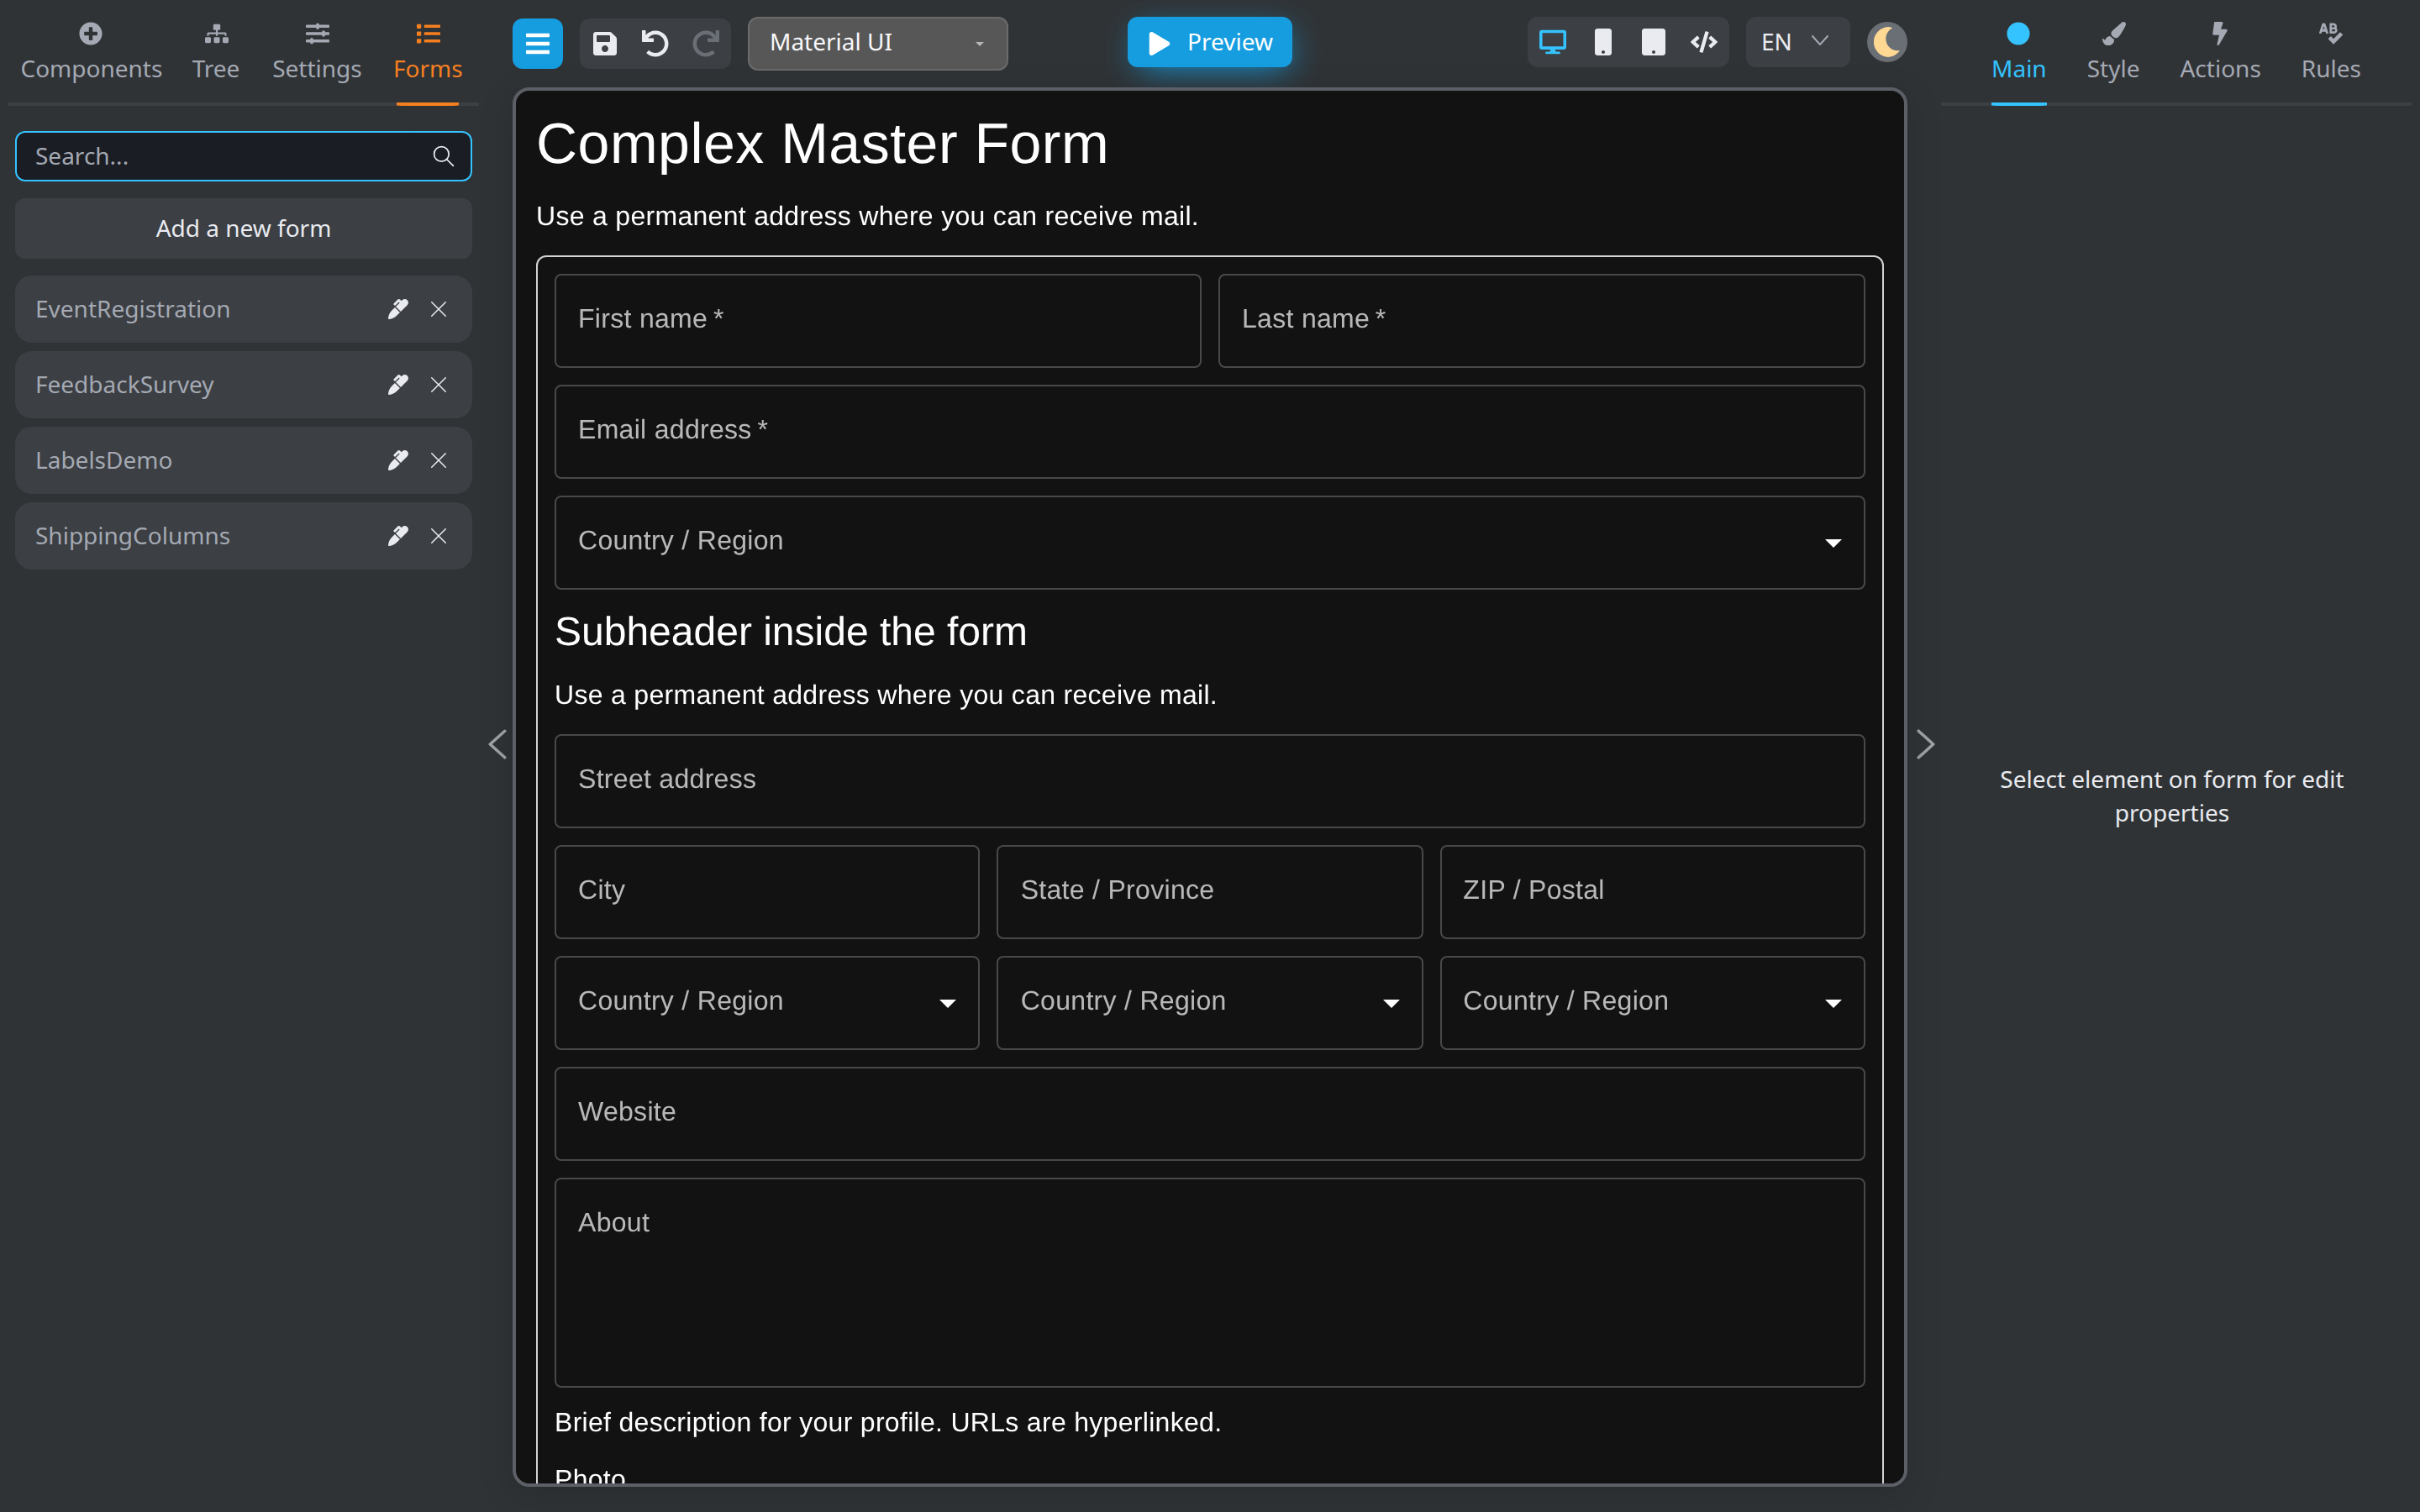 Components
Tree
Settings
Forms
Material UI
Preview
EN
Main
Style
Actions
AB
Rules
Search...
Add a new form
EventRegistration
FeedbackSurvey
LabelsDemo
ShippingColumns
Complex Master Form
Use a permanent address where you can receive mail.
First name *
Last name *
Email address *
Country / Region
Subheader inside the form
Use a permanent address where you can receive mail.
Street address
City
State / Province
ZIP / Postal
Country / Region
Country / Region
Country / Region
Website
About
Brief description for your profile. URLs are hyperlinked.
Photo
Select element on form for edit
properties